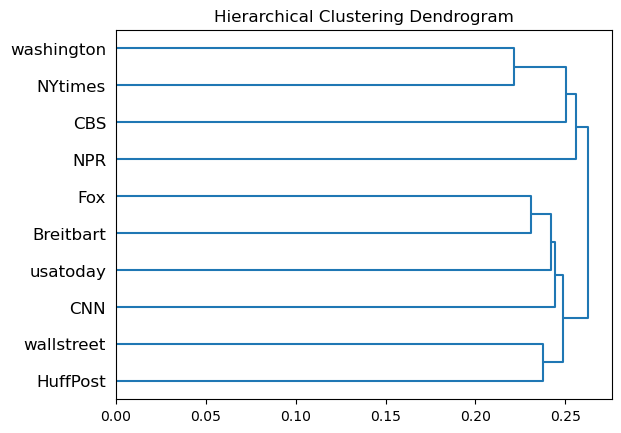 Hierarchical Clustering Dendrogram
washington
NYtimes
CBS
NPR
Fox
Breitbart
usatoday
CNN
wallstreet
HuffPost
0.00 0.05 0.10 0.15 0.20 0.25